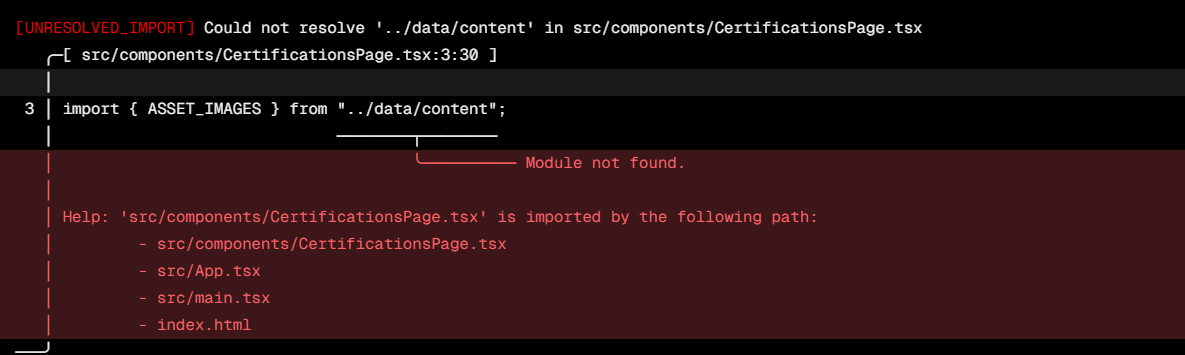 [UNRESOLVED_IMPORT] Could not resolve '../data/content' in src/components/CertificationsPage.tsx
[ src/components/CertificationsPage.tsx:3:30 ]
3 import { ASSET_IMAGES } from "../data/content";
Module not found.
Help: 'src/components/CertificationsPage.tsx' is imported by the following path:
- src/components/CertificationsPage.tsx
- src/App.tsx
- src/main.tsx
- index.html